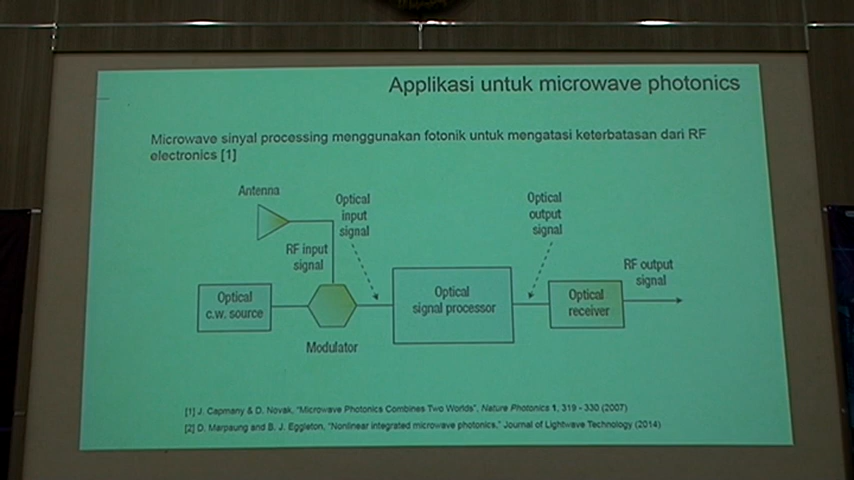 Applikasi untuk microwave photonics
Microwave sinyal processing menggunakan fotonik untuk mengatasi keterbatasan dari RF
electronics [1]
Antenna
Optical
input
signal
Optical
output
signal
RF input
signal
RF output
signal
Optical
c.w. source
Optical
signal processor
Optical
receiver
Modulator
[1] J. Capmany & D. Novak, "Microwave Photonics Combines Two Worlds", Nature Photonics 1, 319 - 330 (2007)
[2] D. Marpaung and B. J. Eggleton, "Nonlinear integrated microwave photonics," Journal of Lightwave Technology (2014)